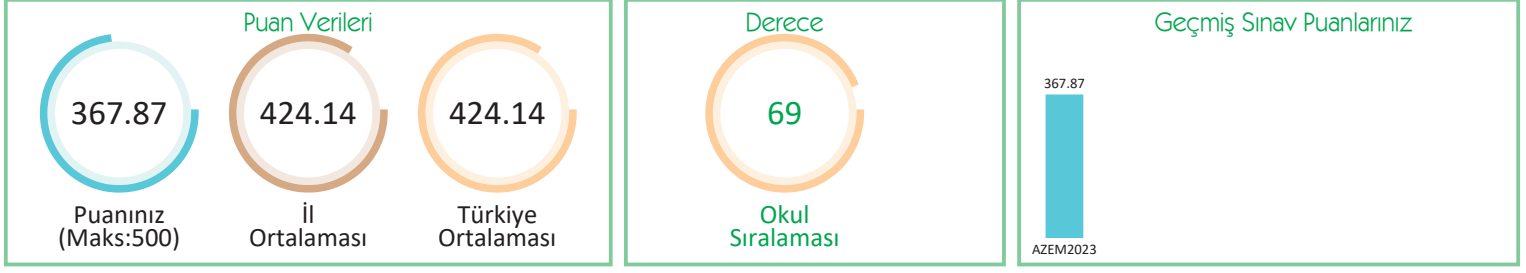 Puan Verileri
367.87
424.14
424.14
Puanınız
(Maks:500)
İl
Ortalaması
Türkiye
Ortalaması
Derece
69
Okul
Sıralaması
Geçmiş Sınav Puanlarınız
367.87
AZEM2023